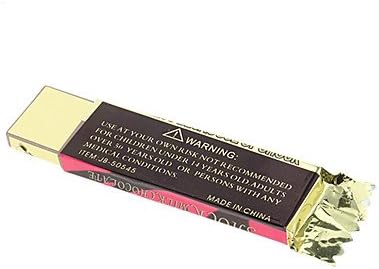 WARNING:
USE AT YOUR OWN RISK NOT RECOMMENDED
FOR CHILDREN UNDER 14 YEARS OLD/ADULTS
OVER 50 YEARS OLD OR PERSONS WITH ANY
MEDICAL CONDITIONS.
ITEM:JB-50545
MADE IN CHINA
CHOCOLATE